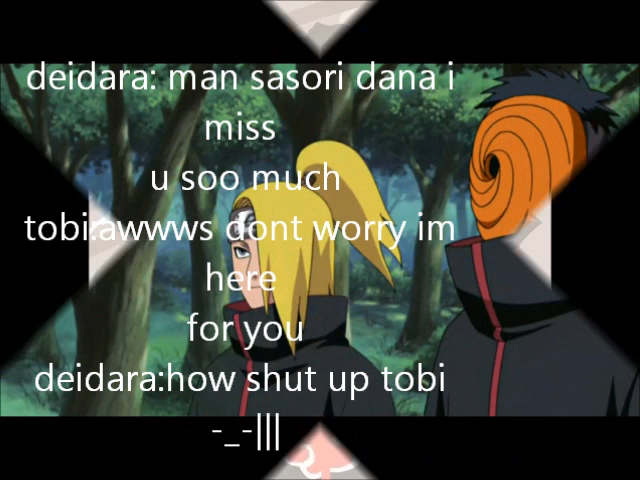 deidara: man sasori dana i
miss
u soo much
tobi:awwws dont worry im
here
for you
deidara:how shut up tobi
-_-|||